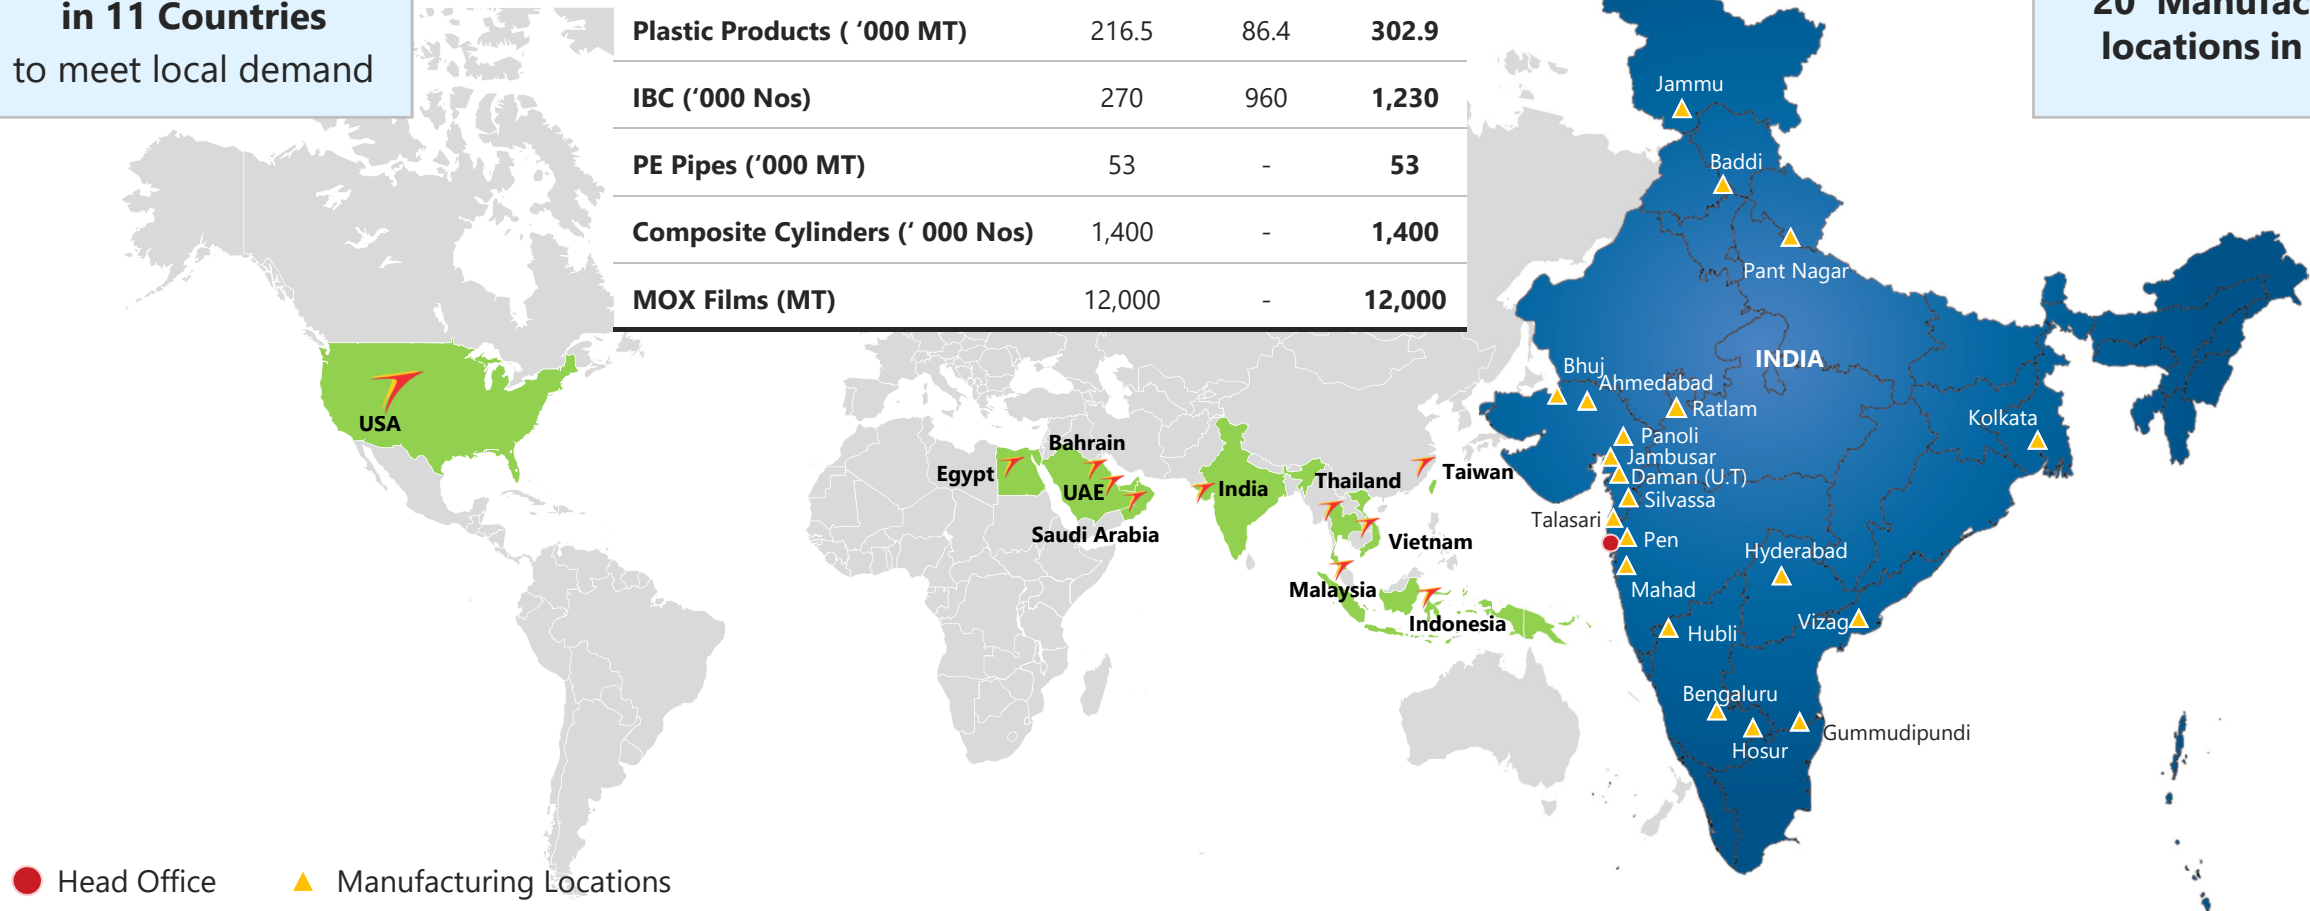 in 11 Countries
to meet local demand
Plastic Products ( ‘000 MT) 216.5 86.4 302.9
IBC (‘000 Nos) 270 960 1,230
PE Pipes (‘000 MT) 53 - 53
Composite Cylinders (‘ 000 Nos) 1,400 - 1,400
MOX Films (MT) 12,000 - 12,000
locations in
USA
Egypt
Bahrain
UAE
Saudi Arabia
India
Thailand
Taiwan
Vietnam
Malaysia
Indonesia
Jammu
Baddi
Pant Nagar
INDIA
Bhuj
Ahmedabad
Ratlam
Kolkata
Panoli
Jambusar
Daman (U.T)
Silvassa
Talasari
Pen
Hyderabad
Mahad
Vizag
Hubli
Bengaluru
Gummudipundi
Hosur
Head Office
Manufacturing Locations